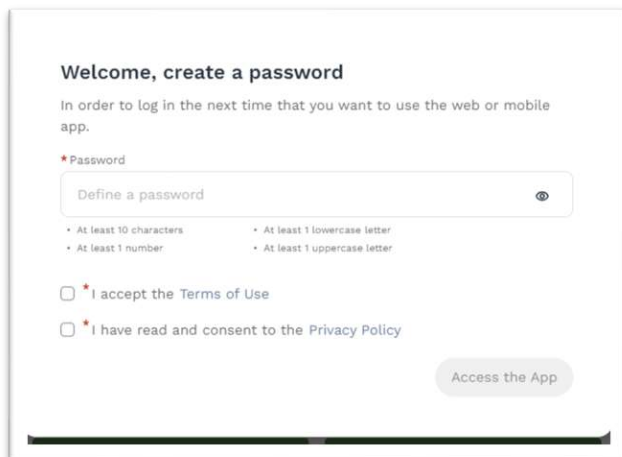 Welcome, create a password
In order to log in the next time that you want to use the web or mobile
app.
* Password
Define a password
• At least 10 characters
• At least 1 lowercase letter
• At least 1 number
• At least 1 uppercase letter
* I accept the Terms of Use
* I have read and consent to the Privacy Policy
Access the App